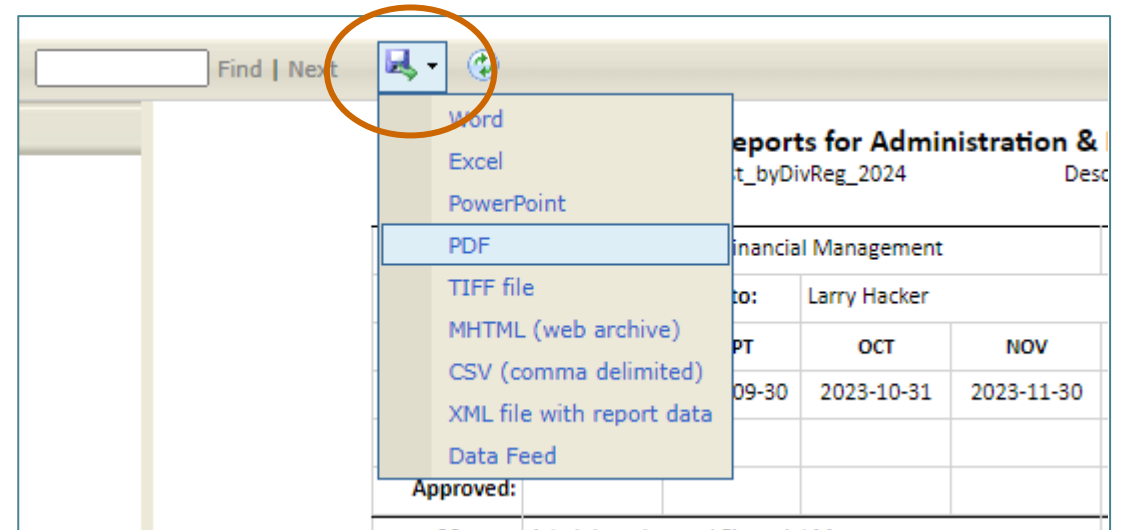 Find | Next
Word
Excel
PowerPoint
PDF
TIFF file
MHTML (web archive)
CSV (comma delimited)
XML file with report data
Data Feed
eports for Administration &
t_byDivReg_2024 Desc
inancial Management
to: Larry Hacker
PT OCT NOV
09-30 2023-10-31 2023-11-30
Approved: